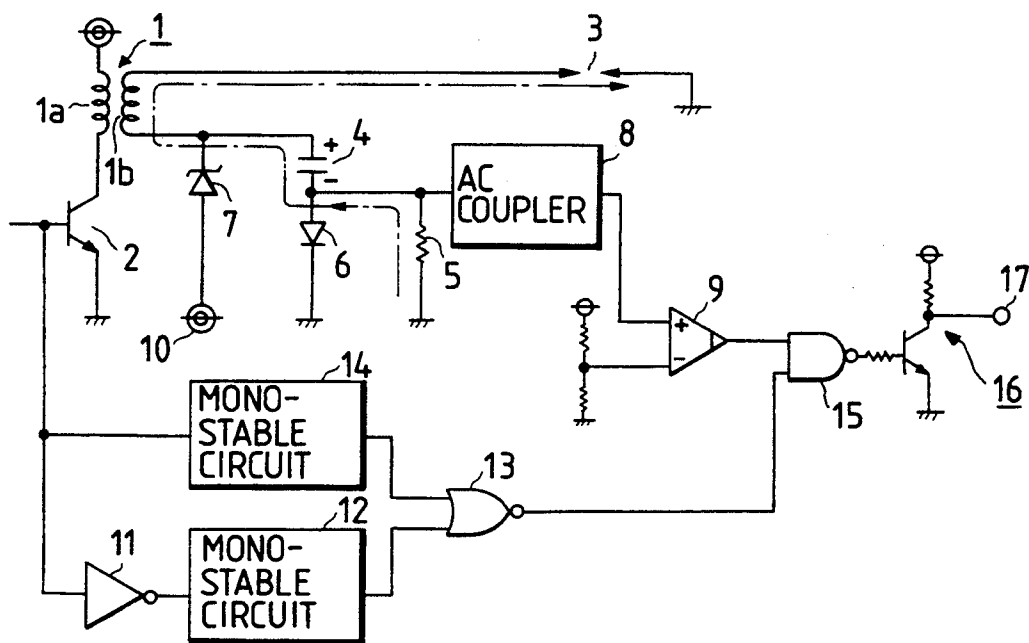 1
3
1a
1b
+
4
-
8
AC
COUPLER
7
6
5
2
10
9
+
-
17
16
15
14
MONO-
STABLE
CIRCUIT
13
12
11
MONO-
STABLE
CIRCUIT